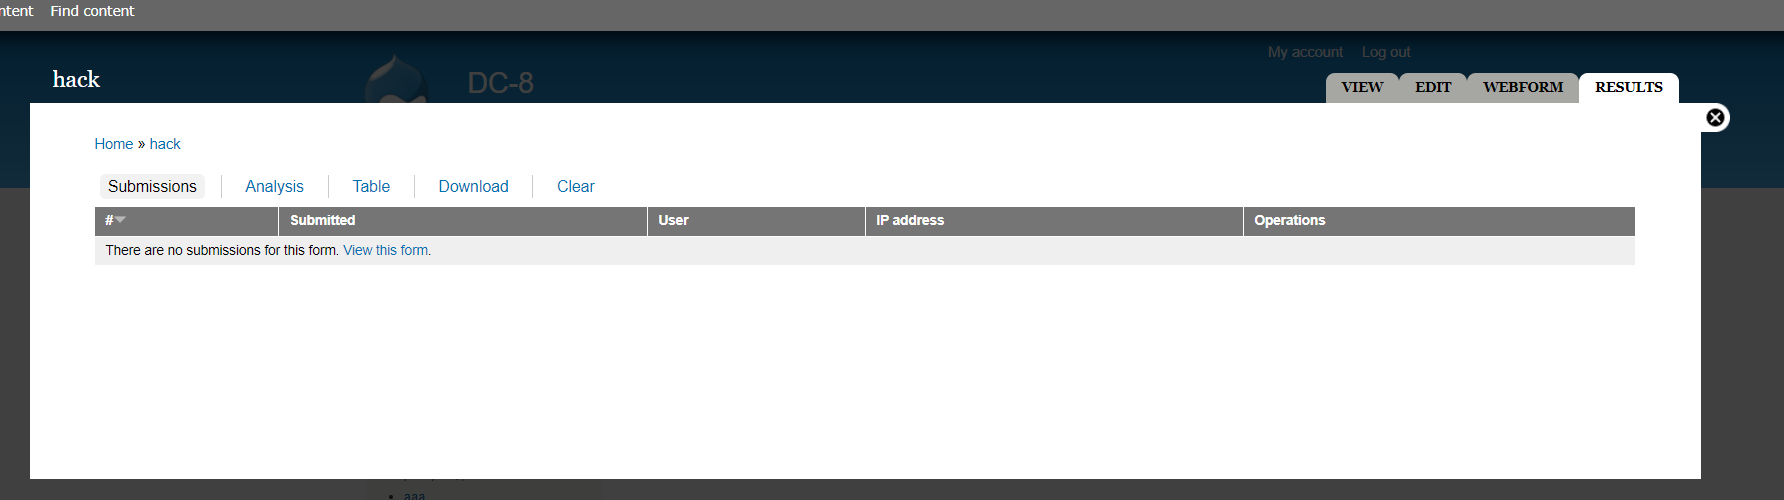 ntent Find content
My account Log out
hack
DC-8
VIEW EDIT WEBFORM RESULTS
Home » hack
Submissions Analysis Table Download Clear
# Submitted User IP address Operations
There are no submissions for this form. View this form.
aaa